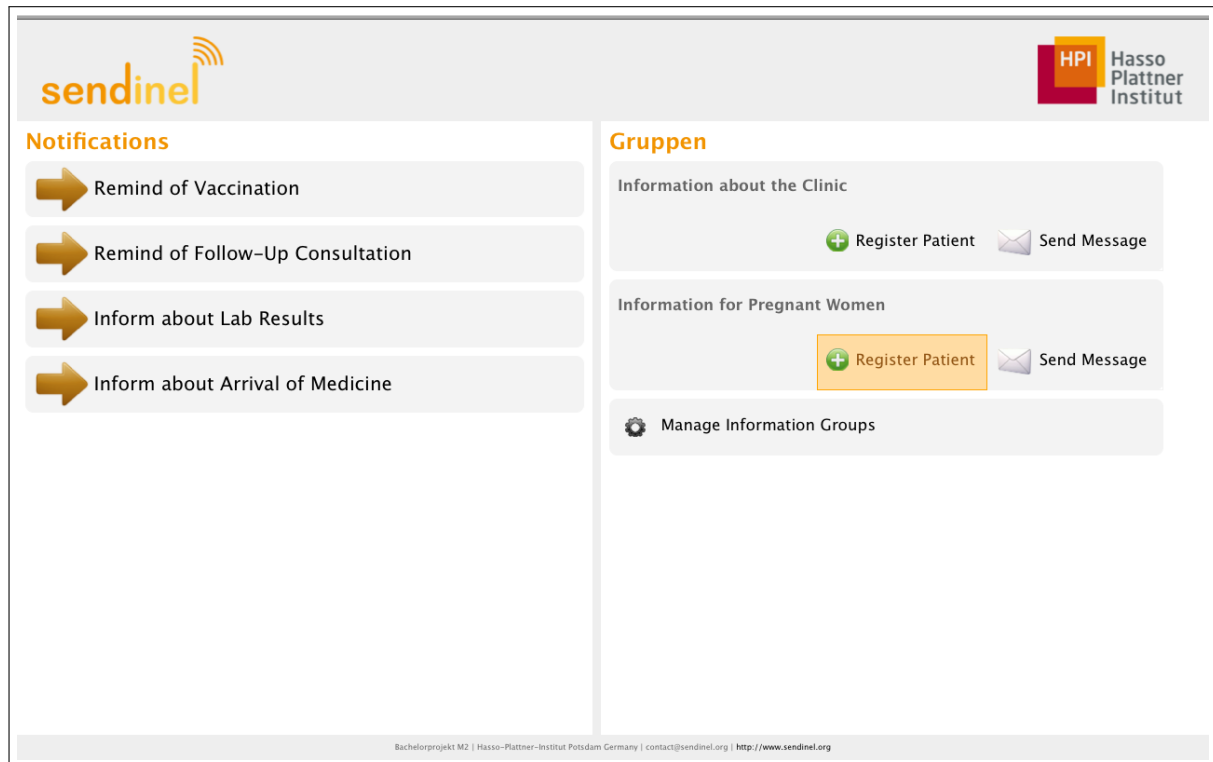 sendinel
HPI Hasso
Plattner
Institut
Notifications
Remind of Vaccination
Remind of Follow-Up Consultation
Inform about Lab Results
Inform about Arrival of Medicine
Gruppen
Information about the Clinic
Register Patient Send Message
Information for Pregnant Women
Register Patient Send Message
Manage Information Groups
Bachelorprojekt M2 | Hasso-Plattner-Institut Potsdam Germany | contact@sendinel.org | http://www.sendinel.org